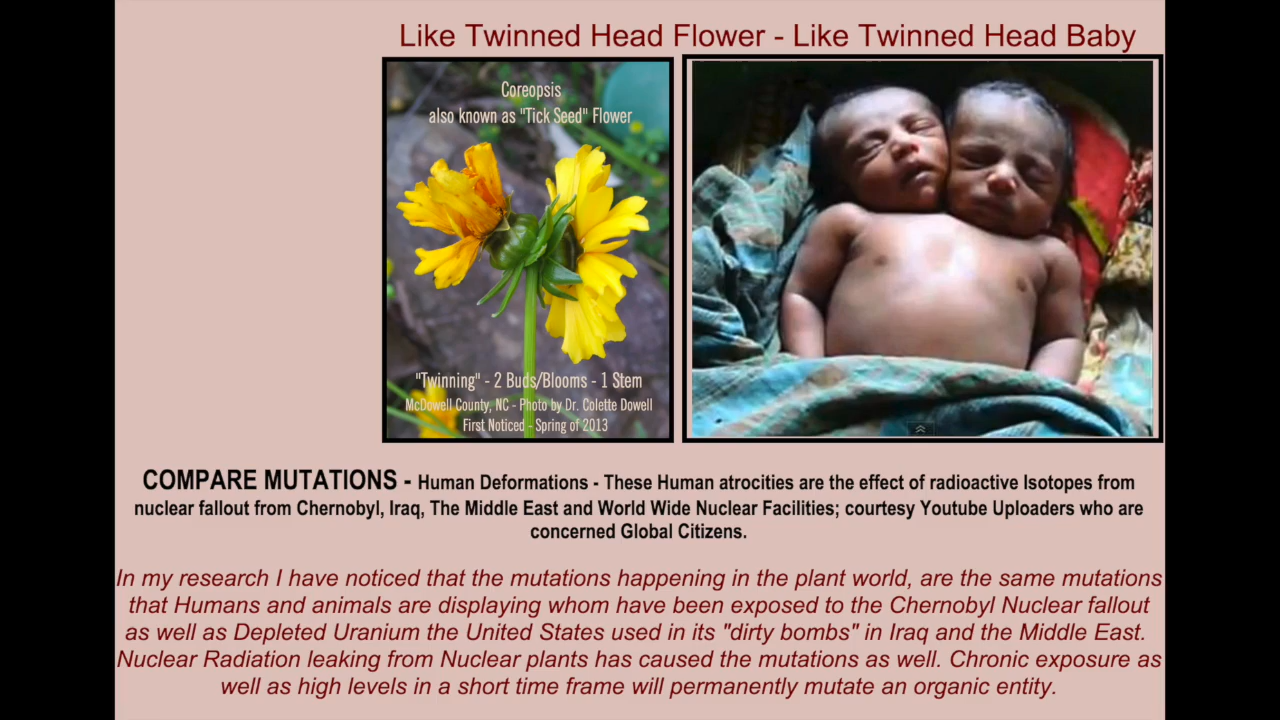 Like Twinned Head Flower - Like Twinned Head Baby
Coreopsis
also known as "Tick Seed" Flower
"Twinning" - 2 Buds/Blooms - 1 Stem
McDowell County, NC - Photo by Dr. Colette Dowell
First Noticed - Spring of 2013
COMPARE MUTATIONS - Human Deformations - These Human atrocities are the effect of radioactive Isotopes from
nuclear fallout from Chernobyl, Iraq, The Middle East and World Wide Nuclear Facilities; courtesy Youtube Uploaders who are
concerned Global Citizens.
In my research I have noticed that the mutations happening in the plant world, are the same mutations
that Humans and animals are displaying whom have been exposed to the Chernobyl Nuclear fallout
as well as Depleted Uranium the United States used in its "dirty bombs" in Iraq and the Middle East.
Nuclear Radiation leaking from Nuclear plants has caused the mutations as well. Chronic exposure as
well as high levels in a short time frame will permanently mutate an organic entity.